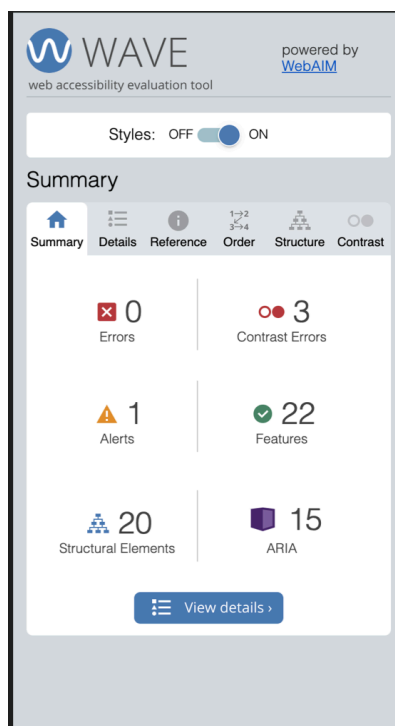 WAVE
web accessibility evaluation tool
powered by
WebAIM
Styles: OFF ON
Summary
1→2
3→4
Summary Details Reference Order Structure Contrast
0
Errors
3
Contrast Errors
1
Alerts
22
Features
20
Structural Elements
15
ARIA
View details ›